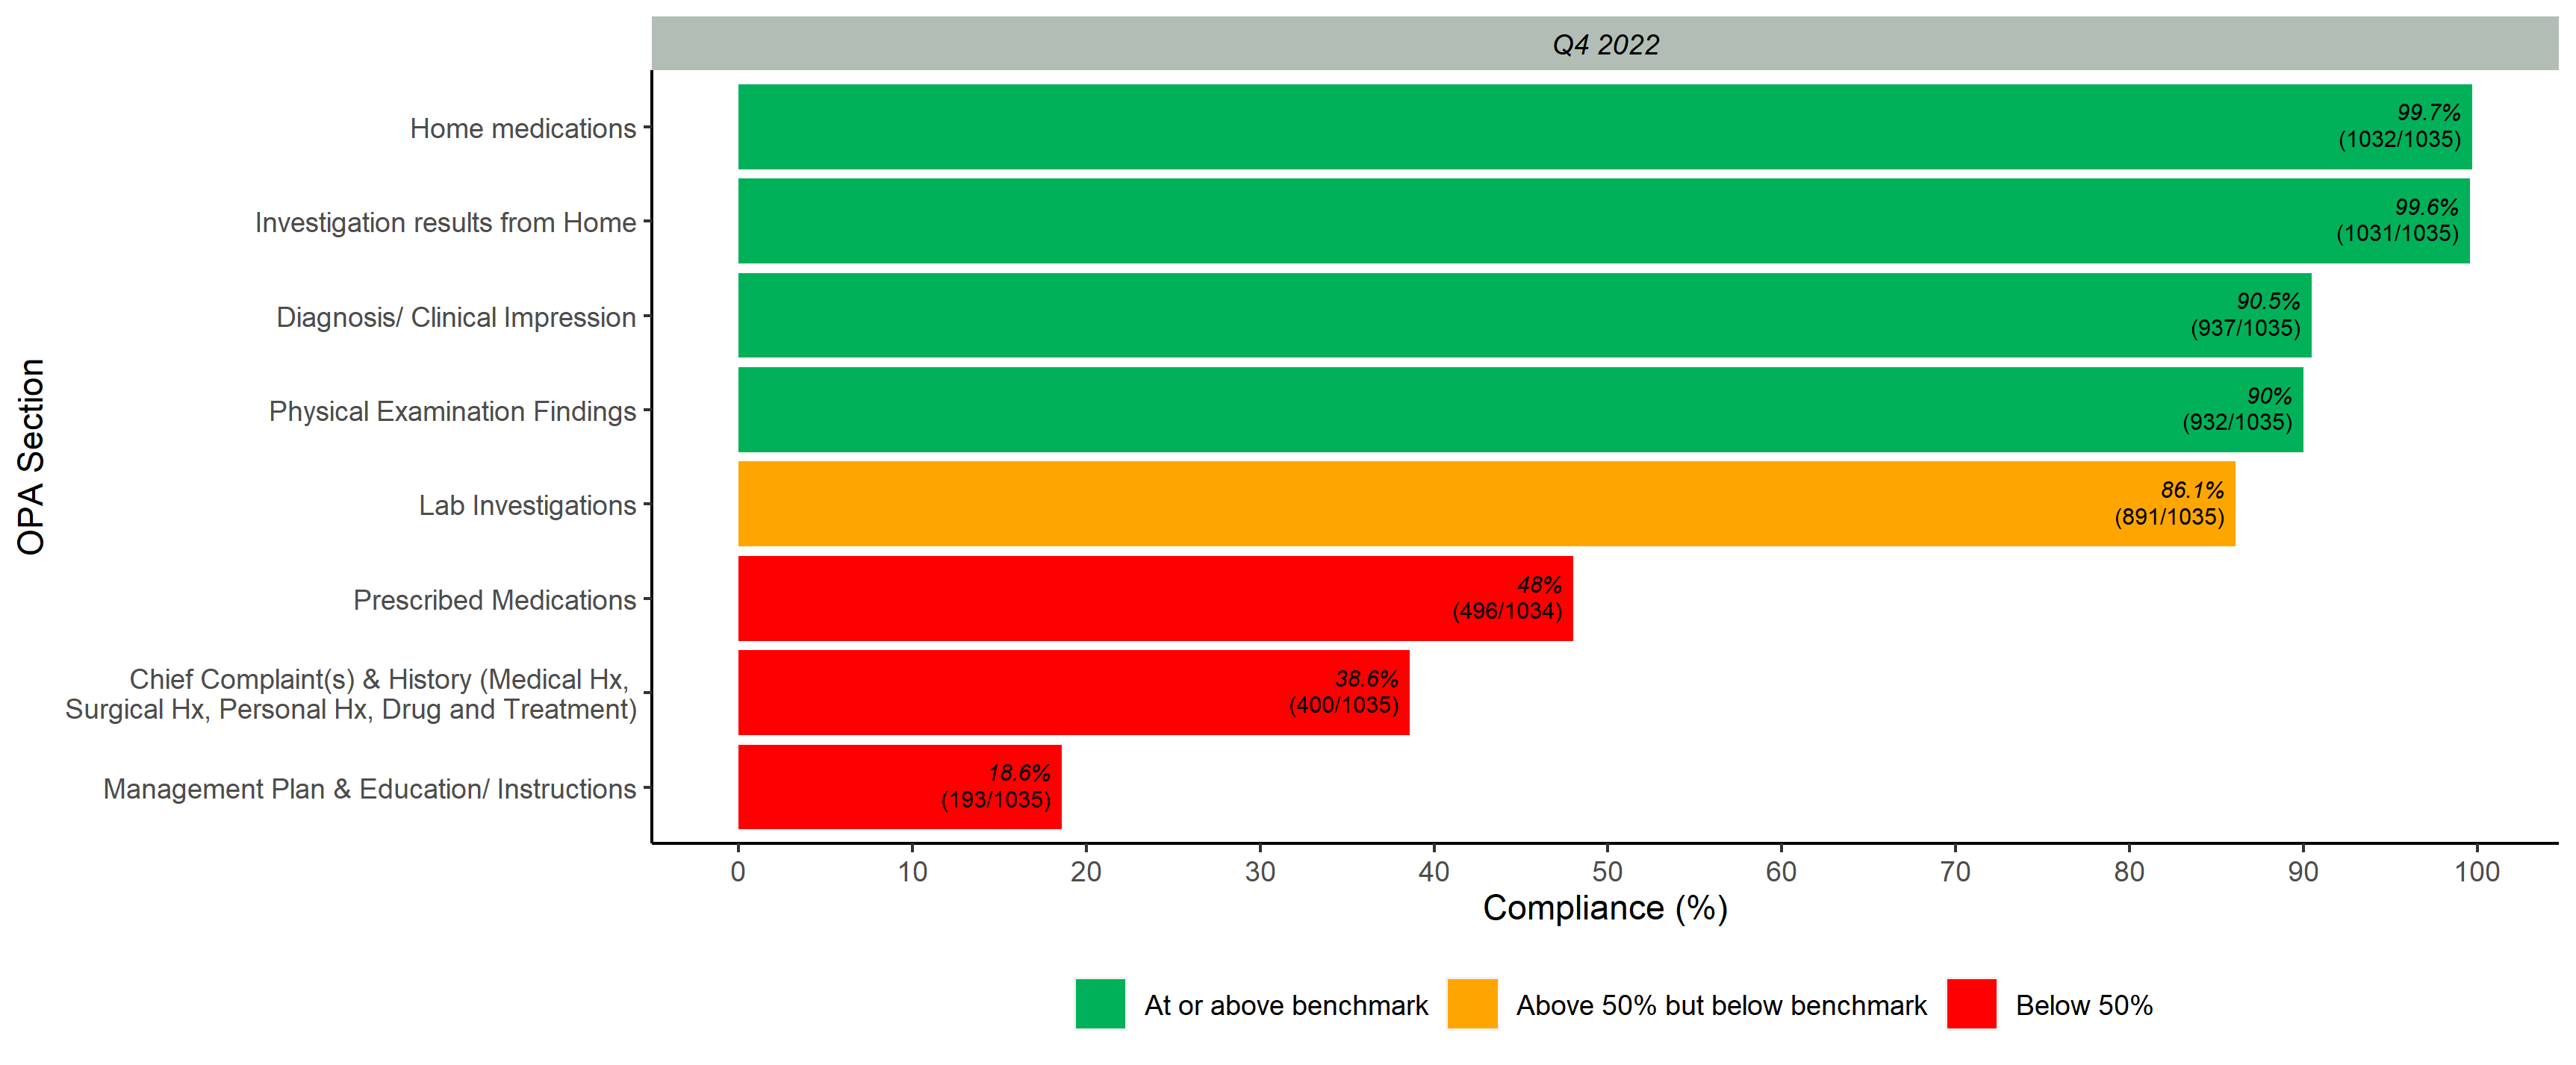 Q4 2022
OPA Section
Home medications
99.7%
(1032/1035)
Investigation results from Home
99.6%
(1031/1035)
Diagnosis/ Clinical Impression
90.5%
(937/1035)
Physical Examination Findings
90%
(932/1035)
Lab Investigations
86.1%
(891/1035)
Prescribed Medications
48%
(496/1034)
Chief Complaint(s) & History (Medical Hx,
Surgical Hx, Personal Hx, Drug and Treatment)
38.6%
(400/1035)
Management Plan & Education/ Instructions
18.6%
(193/1035)
0 10 20 30 40 50 60 70 80 90 100
Compliance (%)
At or above benchmark Above 50% but below benchmark Below 50%